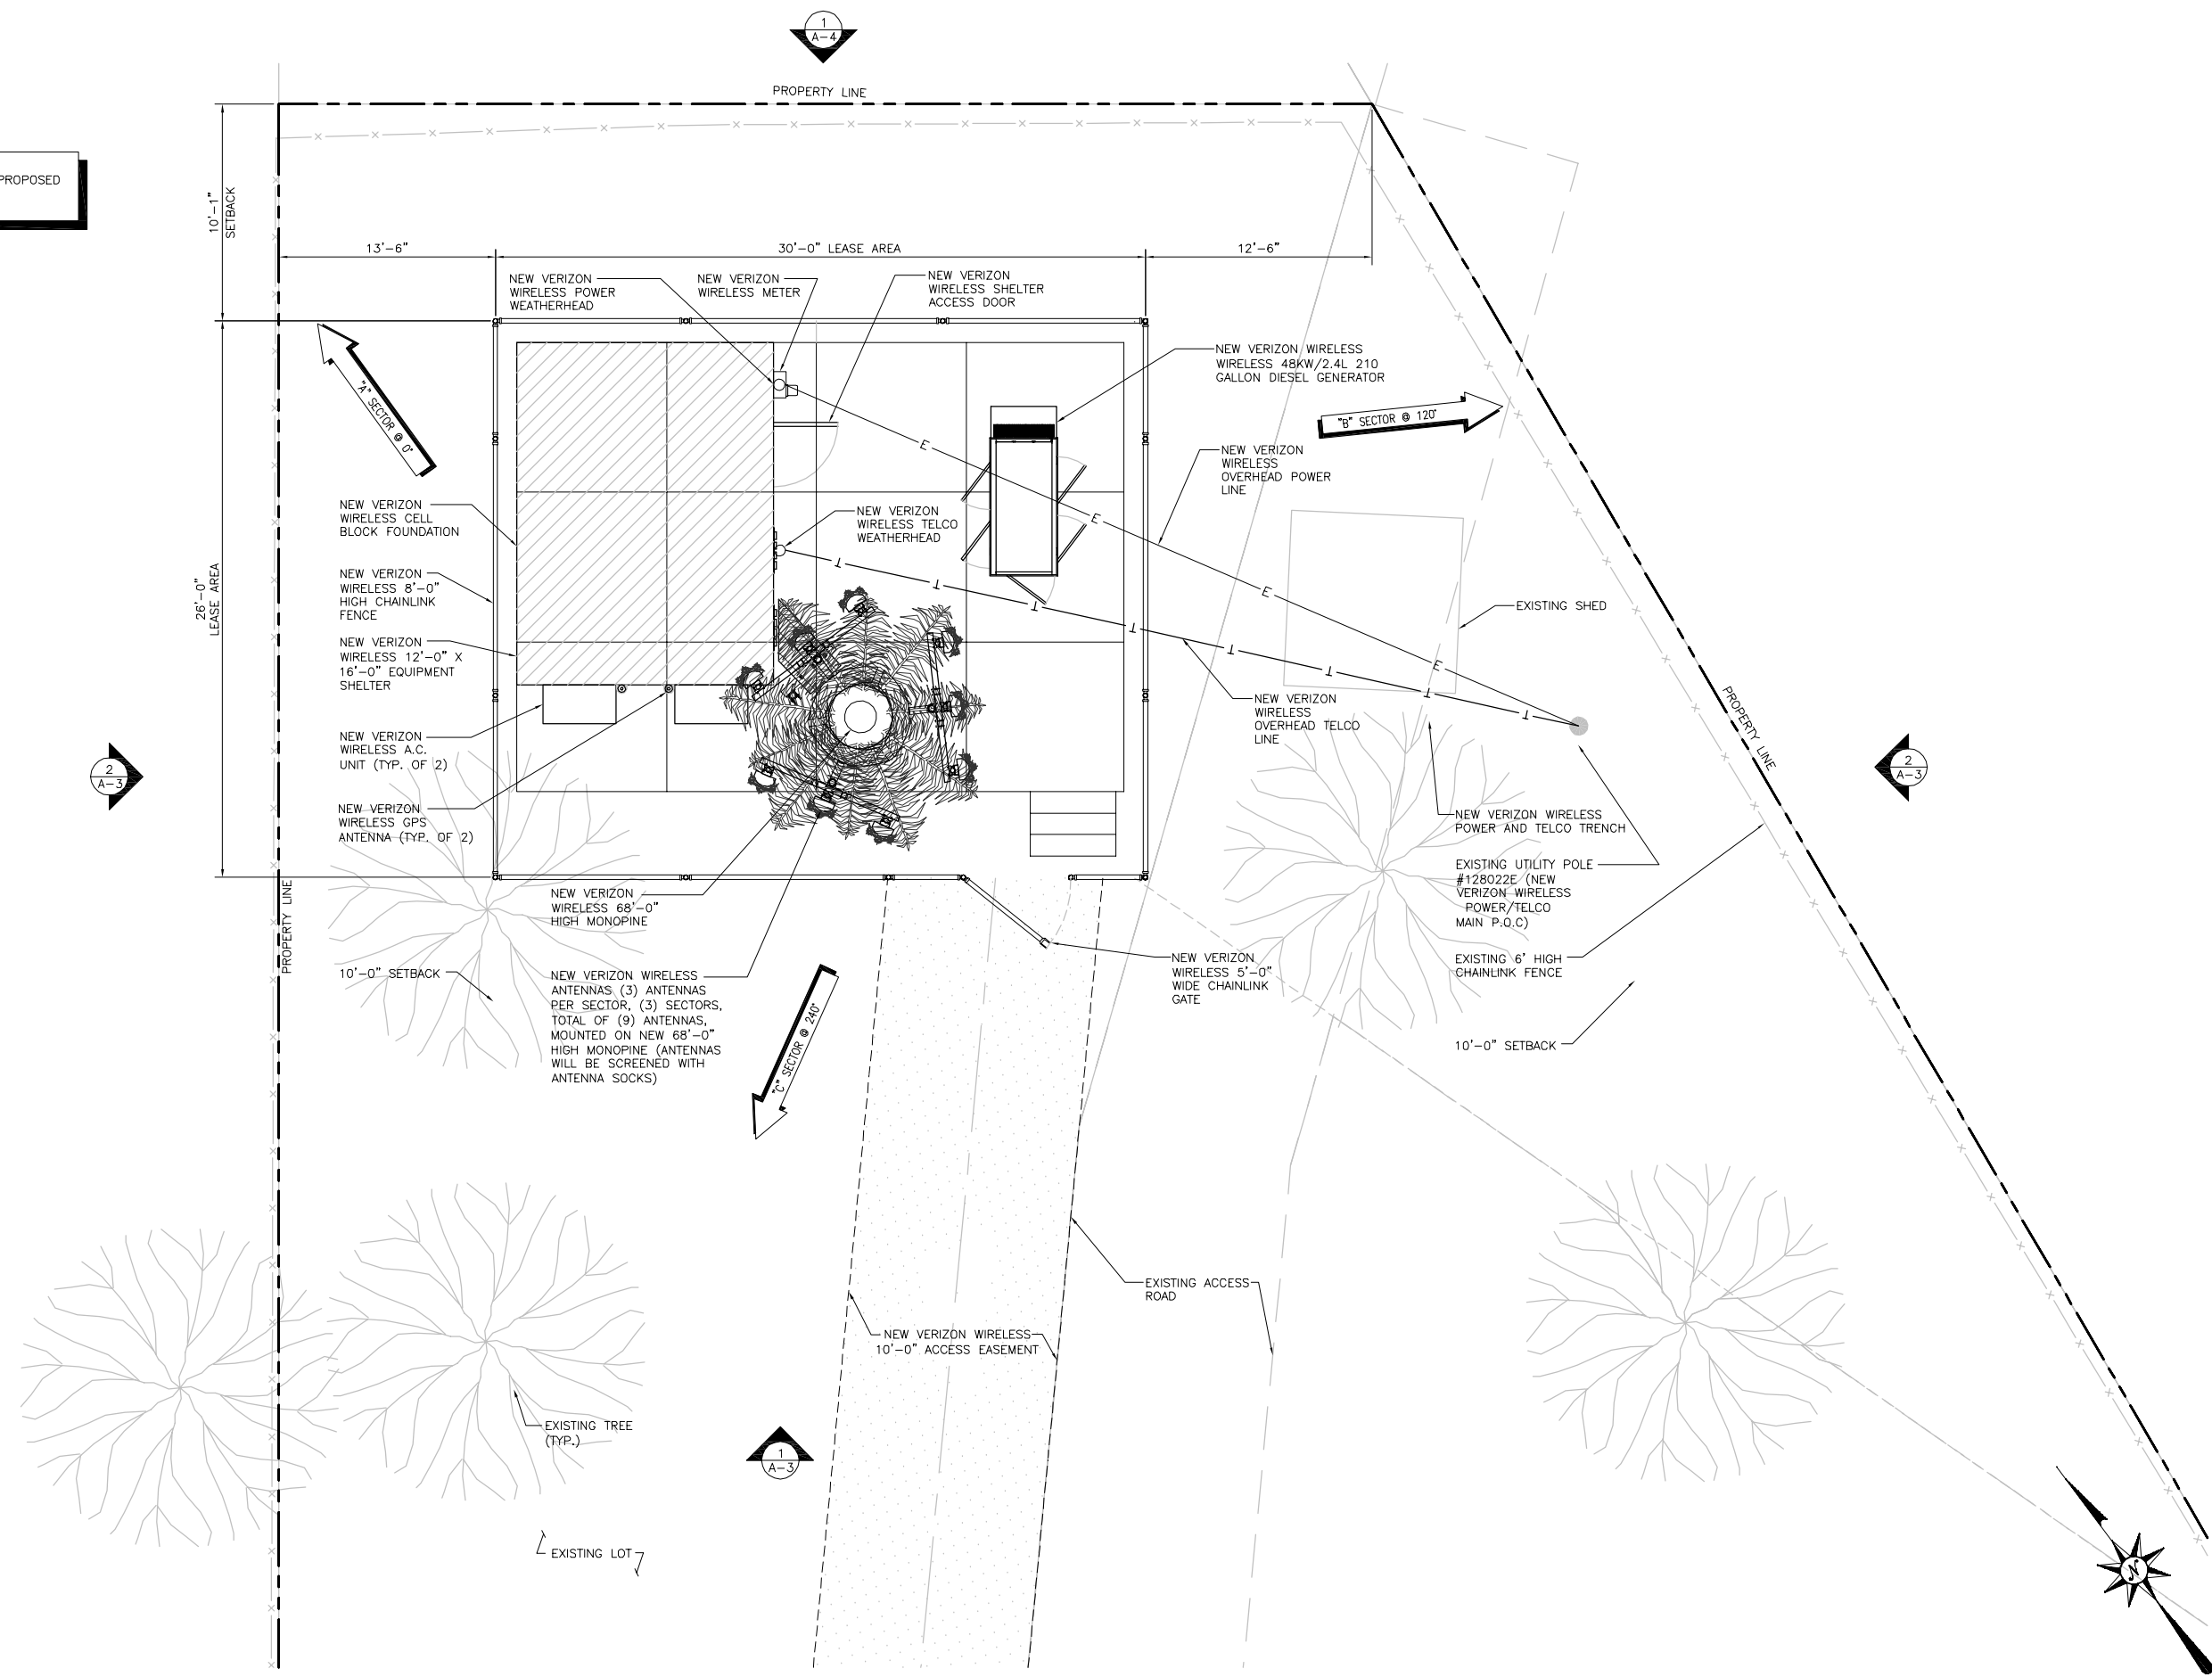 1
A-4
PROPERTY LINE
PROPOSED
10'-1"
SETBACK
13'-6"
30'-0" LEASE AREA
12'-6"
NEW VERIZON
WIRELESS POWER
WEATHERHEAD
NEW VERIZON
WIRELESS METER
NEW VERIZON
WIRELESS SHELTER
ACCESS DOOR
"A" SECTOR @ 0°
NEW VERIZON WIRELESS
WIRELESS 48KW/2.4L 210
GALLON DIESEL GENERATOR
"B" SECTOR @ 120°
E
NEW VERIZON
WIRELESS
OVERHEAD POWER
LINE
NEW VERIZON
WIRELESS CELL
BLOCK FOUNDATION
NEW VERIZON
WIRELESS TELCO
WEATHERHEAD
E
26'-0"
LEASE AREA
NEW VERIZON
WIRELESS 8'-0"
HIGH CHAINLINK
FENCE
T
T
T
E
EXISTING SHED
NEW VERIZON
WIRELESS 12'-0" X
16'-0" EQUIPMENT
SHELTER
T
T
T
E
T
T
NEW VERIZON
WIRELESS
OVERHEAD TELCO
LINE
PROPERTY LINE
NEW VERIZON
WIRELESS A.C.
UNIT (TYP. OF 2)
2
A-3
2
A-3
NEW VERIZON
WIRELESS GPS
ANTENNA (TYP. OF 2)
NEW VERIZON WIRELESS
POWER AND TELCO TRENCH
EXISTING UTILITY POLE
#128022E (NEW
VERIZON WIRELESS
POWER/TELCO
MAIN P.O.C)
PROPERTY LINE
NEW VERIZON
WIRELESS 68'-0"
HIGH MONOPINE
10'-0" SETBACK
NEW VERIZON WIRELESS
ANTENNAS (3) ANTENNAS
PER SECTOR, (3) SECTORS,
TOTAL OF (9) ANTENNAS,
MOUNTED ON NEW 68'-0"
HIGH MONOPINE (ANTENNAS
WILL BE SCREENED WITH
ANTENNA SOCKS)
"C" SECTOR @ 240°
NEW VERIZON
WIRELESS 5'-0"
WIDE CHAINLINK
GATE
EXISTING 6' HIGH
CHAINLINK FENCE
10'-0" SETBACK
EXISTING ACCESS
ROAD
NEW VERIZON WIRELESS
10'-0" ACCESS EASEMENT
EXISTING TREE
(TYP.)
1
A-3
EXISTING LOT
N